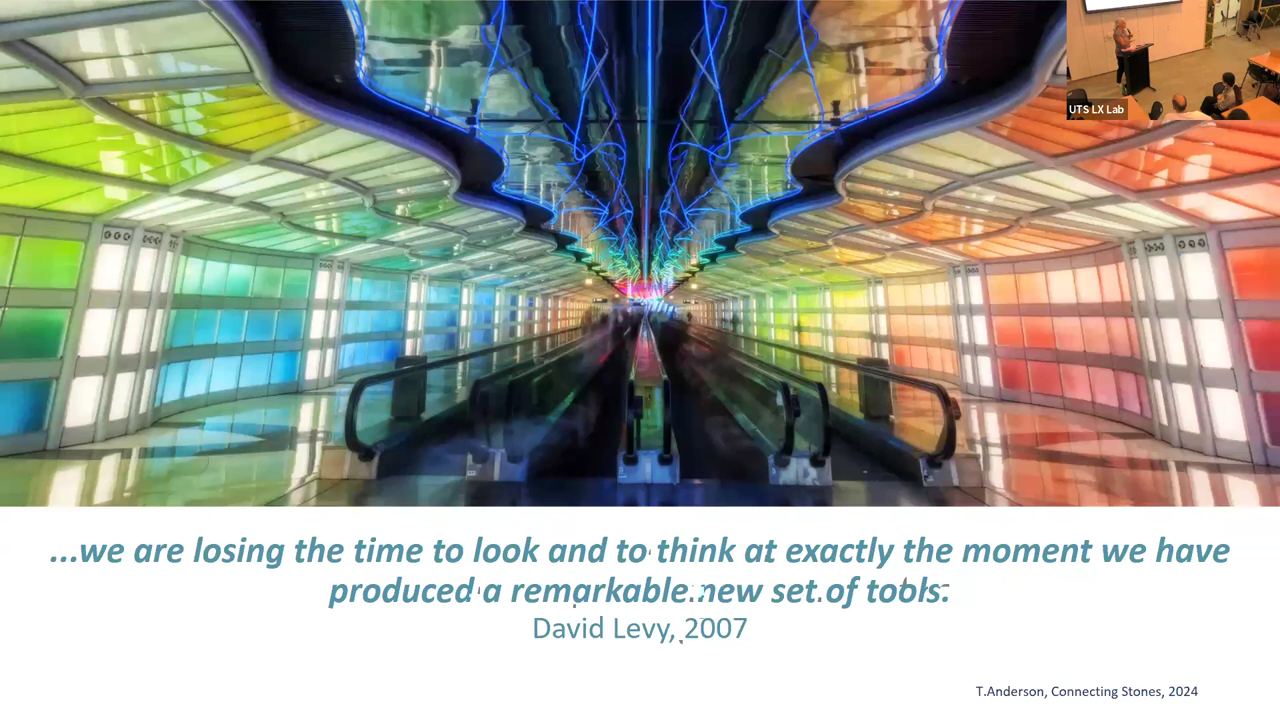 UTS LX Lab
...we are losing the time to look and to think at exactly the moment we have
produced a remarkable new set of tools.
David Levy, 2007
T.Anderson, Connecting Stones, 2024